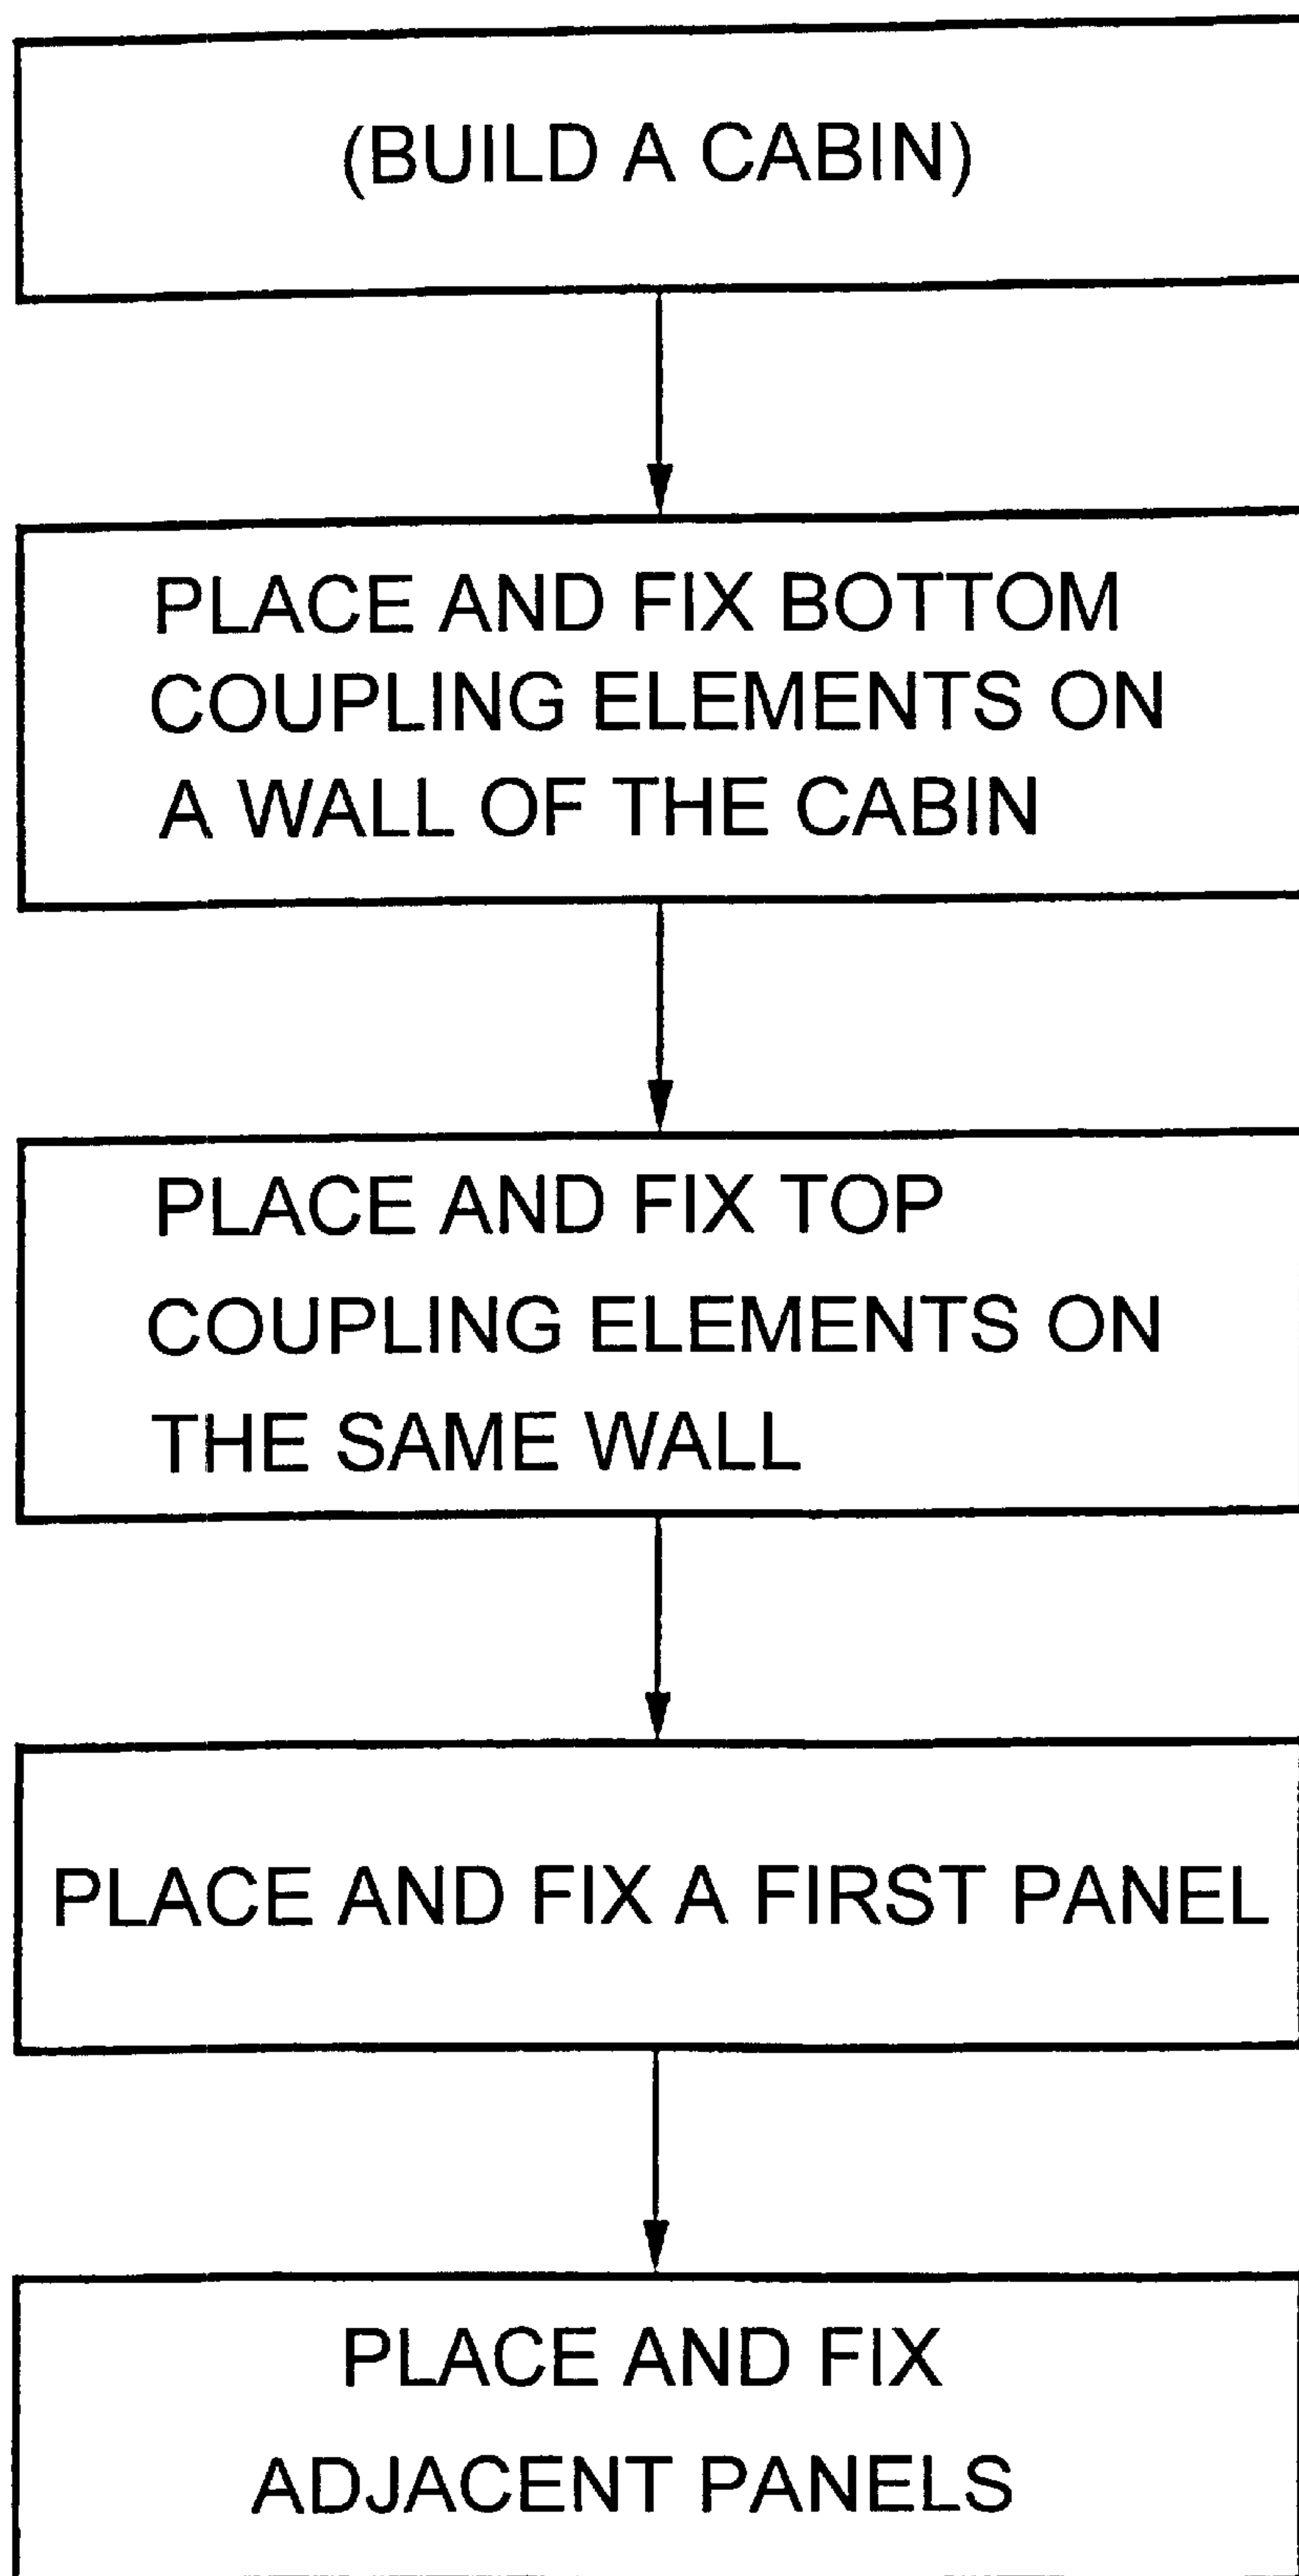 (BUILD A CABIN)
PLACE AND FIX BOTTOM
COUPLING ELEMENTS ON
A WALL OF THE CABIN
PLACE AND FIX TOP
COUPLING ELEMENTS ON
THE SAME WALL
PLACE AND FIX A FIRST PANEL
PLACE AND FIX
ADJACENT PANELS